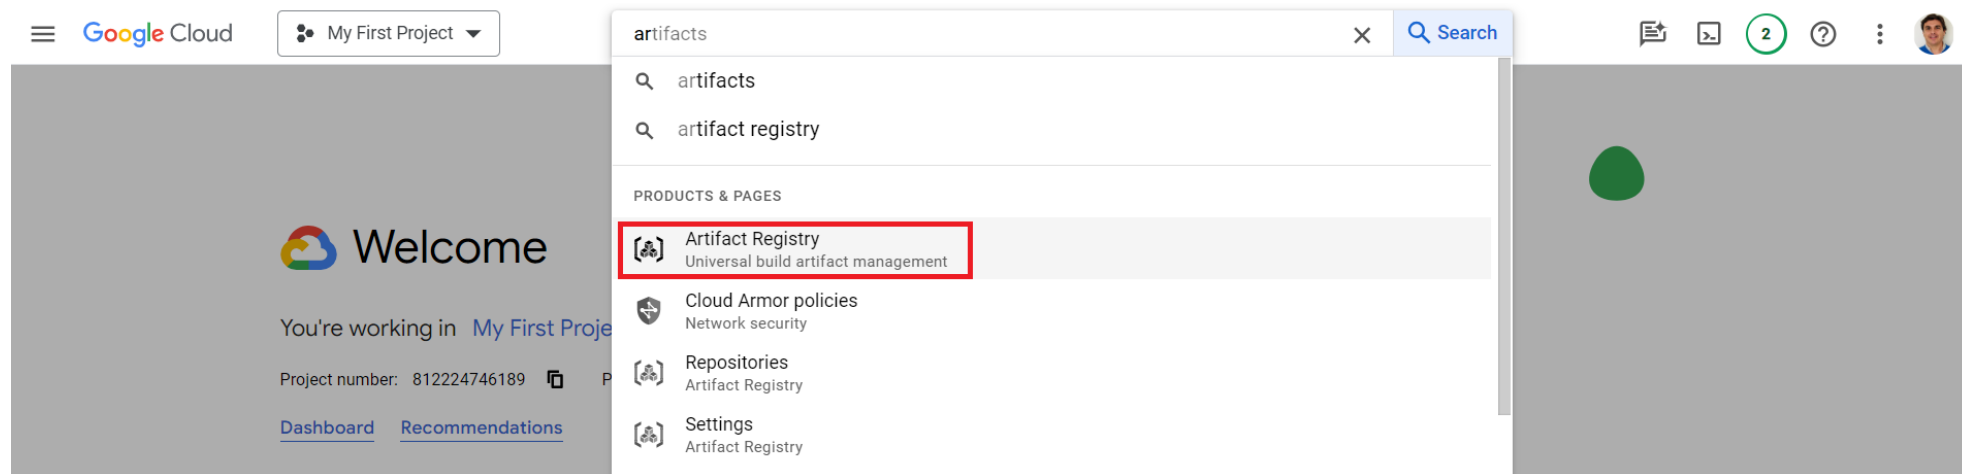 Google Cloud
My First Project
artifacts
Search
2
artifacts
artifact registry
PRODUCTS & PAGES
Artifact Registry
Universal build artifact management
Cloud Armor policies
Network security
Repositories
Artifact Registry
Settings
Artifact Registry
Welcome
You're working in My First Proje
Project number: 812224746189 P
Dashboard Recommendations